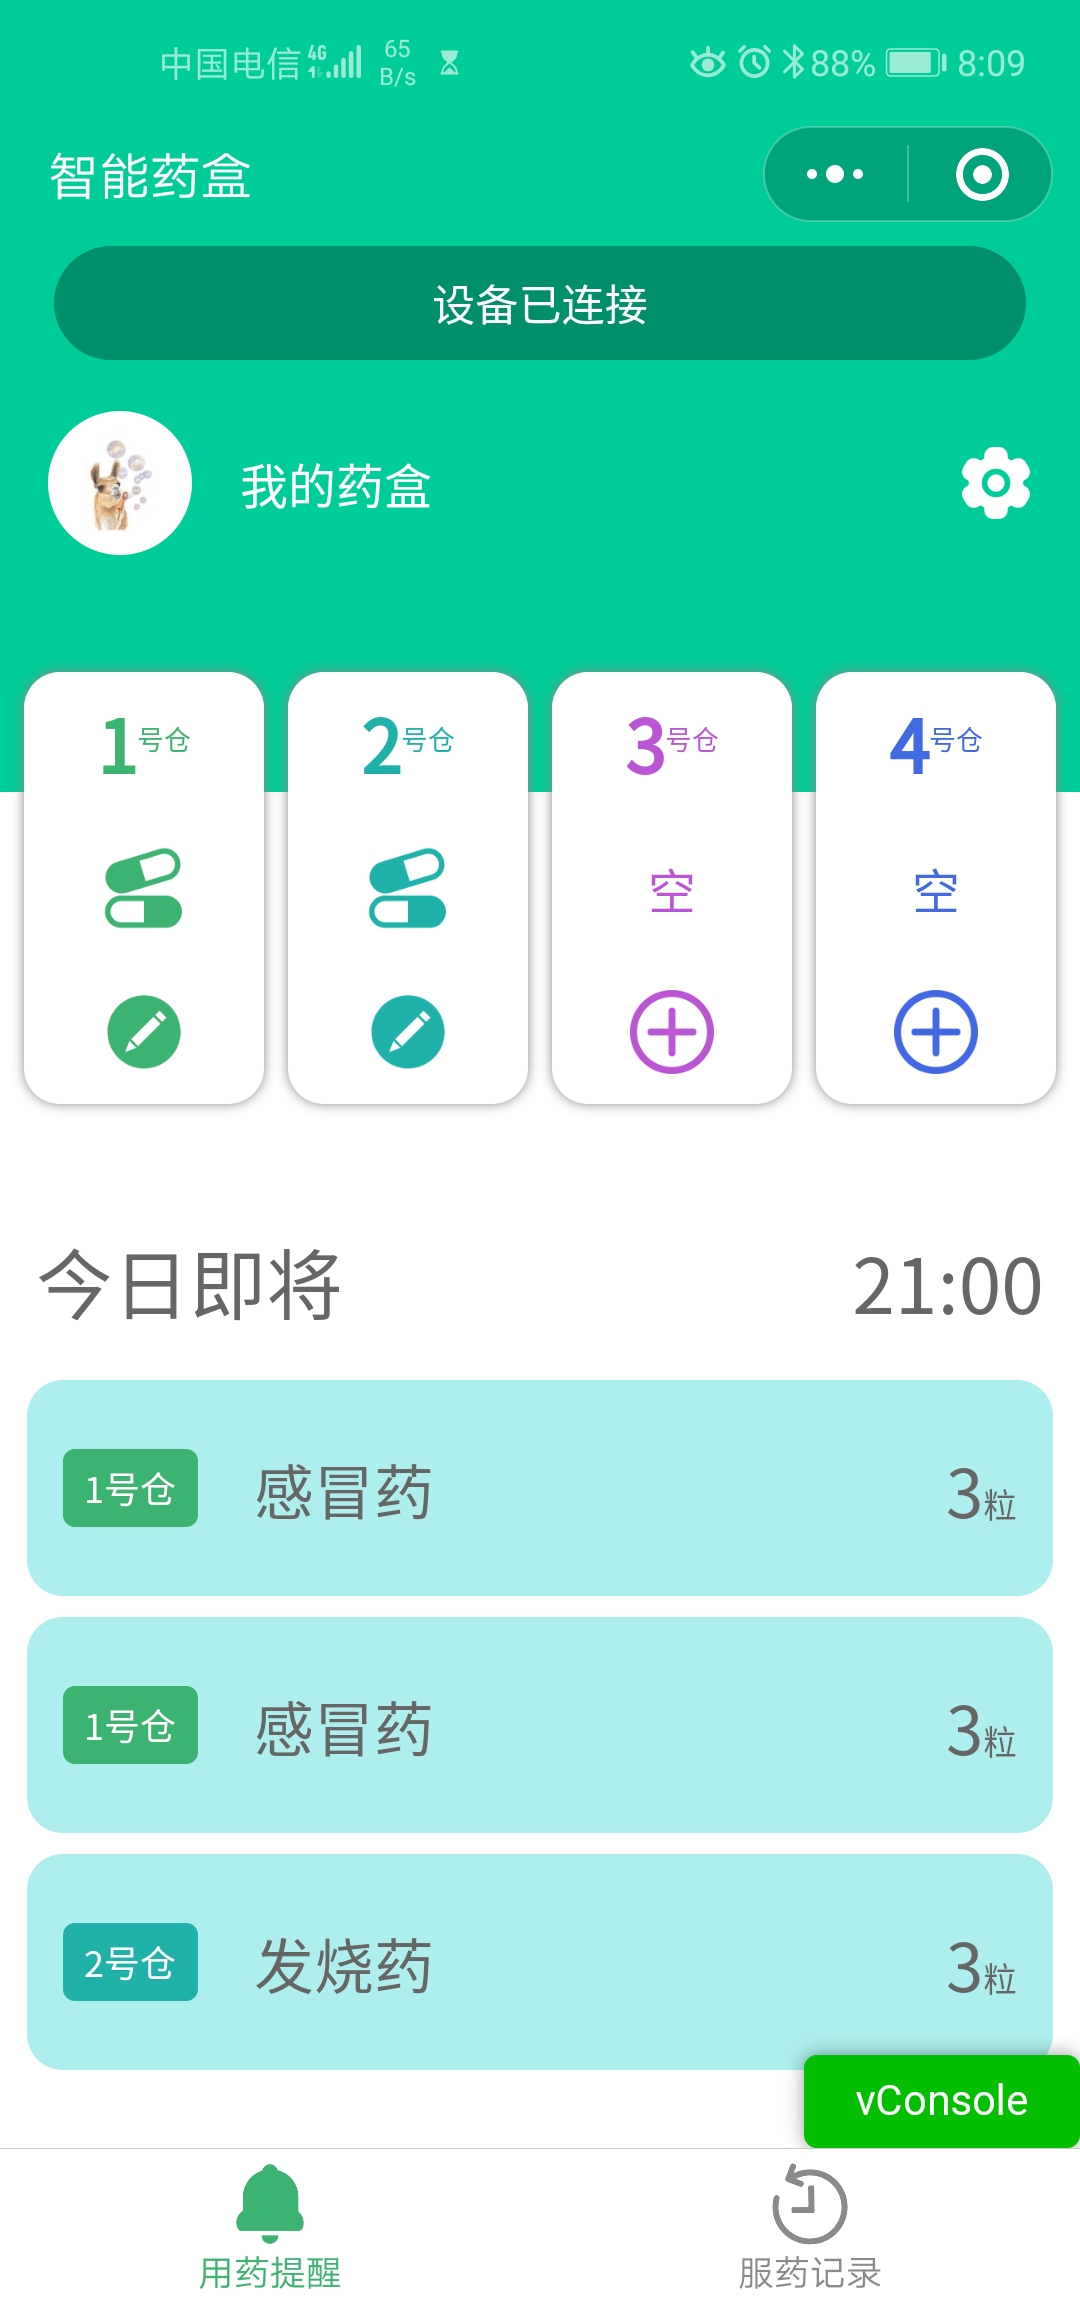 中国电信 4G 65 B/s 88% 8:09
智能药盒
设备已连接
我的药盒
1号仓 2号仓 3号仓 4号仓
空 空
今日即将 21:00
1号仓 感冒药 3粒
1号仓 感冒药 3粒
2号仓 发烧药 3粒
vConsole
用药提醒 服药记录